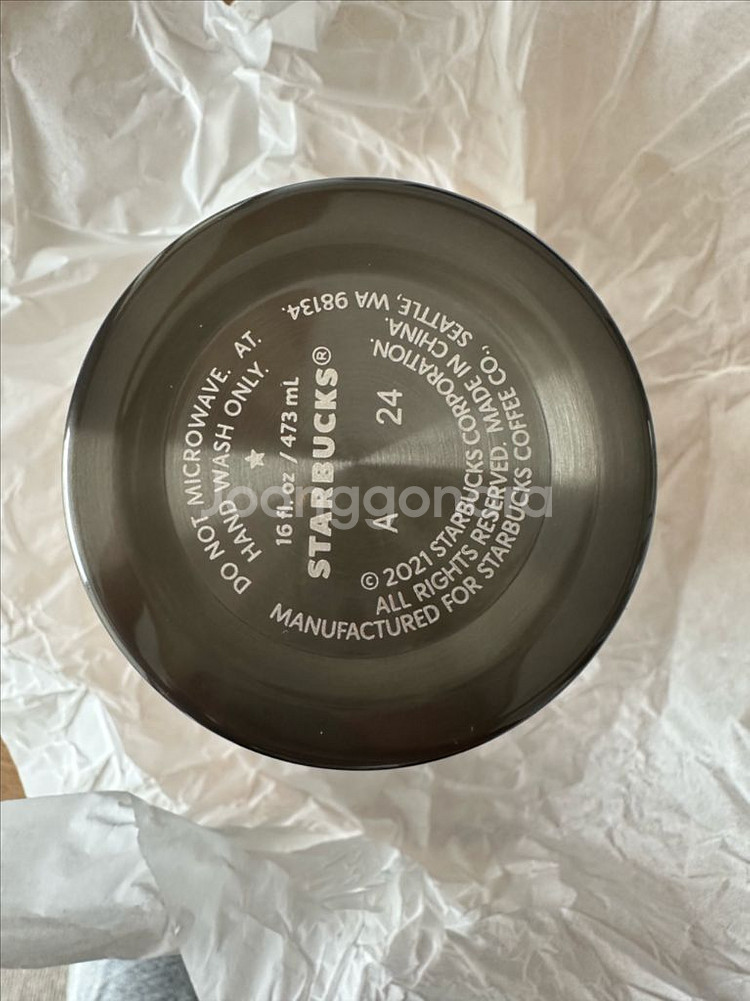 DO NOT MICROWAVE. AT.
HAND WASH ONLY.
16 fl. oz / 473 mL
STARBUCKS®
A 24
© 2021 STARBUCKS CORPORATION.
ALL RIGHTS RESERVED. MADE IN CHINA.
MANUFACTURED FOR STARBUCKS COFFEE CO., SEATTLE, WA 98134.
Joonggonara